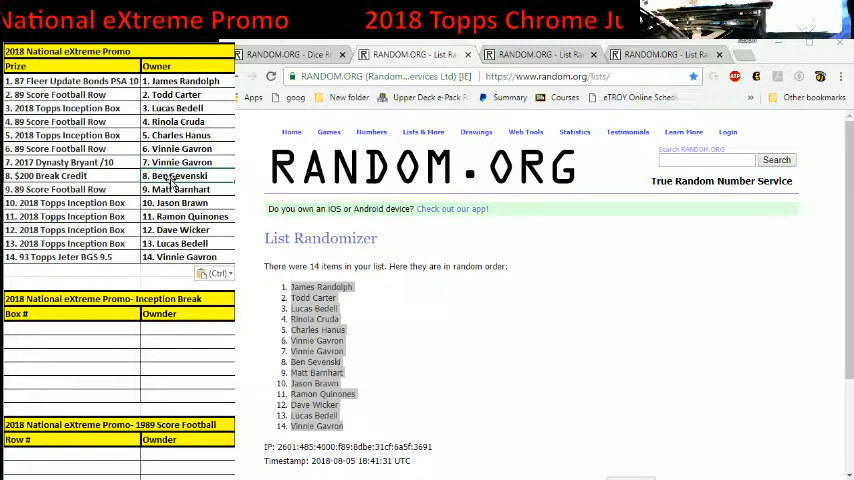 National eXtreme Promo 2018 Topps Chrome Ju
2018 National eXtreme Promo
Prize Owner
1. 87 Fleer Update Bonds PSA 10 1. James Randolph
2. 89 Score Football Row 2. Todd Carter
3. 2018 Topps Inception Box 3. Lucas Bedell
4. 89 Score Football Row 4. Rinola Cruda
5. 2018 Topps Inception Box 5. Charles Hanus
6. 89 Score Football Row 6. Vinnie Gavron
7. 2017 Dynasty Bryant /10 7. Vinnie Gavron
8. $200 Break Credit 8. Ben Sevenski
9. 89 Score Football Row 9. Matt Barnhart
10. 2018 Topps Inception Box 10. Jason Brawn
11. 2018 Topps Inception Box 11. Ramon Quinones
12. 2018 Topps Inception Box 12. Dave Wicker
13. 2018 Topps Inception Box 13. Lucas Bedell
14. 93 Topps Jeter BGS 9.5 14. Vinnie Gavron
(Ctrl)
2018 National eXtreme Promo- Inception Break
Box # Ownder
2018 National eXtreme Promo- 1989 Score Football
Row # Ownder
RANDOM.ORG - Dice R RANDOM.ORG - List Ra RANDOM.ORG - List Ra RANDOM.ORG - List Ra
RANDOM.ORG (Random...ervices Ltd) [IE] https://www.random.org/lists/
Apps goog New folder Upper Deck e-Pack Summary Courses eTROY Online Sched » Other bookmarks
Home Games Numbers Lists & More Drawings Web Tools Statistics Testimonials Learn More Login
RANDOM.ORG
Search RANDOM.ORG
Search
True Random Number Service
Do you own an iOS or Android device? Check out our app!
List Randomizer
There were 14 items in your list. Here they are in random order:
1. James Randolph
2. Todd Carter
3. Lucas Bedell
4. Rinola Cruda
5. Charles Hanus
6. Vinnie Gavron
7. Vinnie Gavron
8. Ben Sevenski
9. Matt Barnhart
10. Jason Brawn
11. Ramon Quinones
12. Dave Wicker
13. Lucas Bedell
14. Vinnie Gavron
IP: 2601:485:4000:f89:8dbe:31cf:6a5f:3691
Timestamp: 2018-08-05 18:41:31 UTC